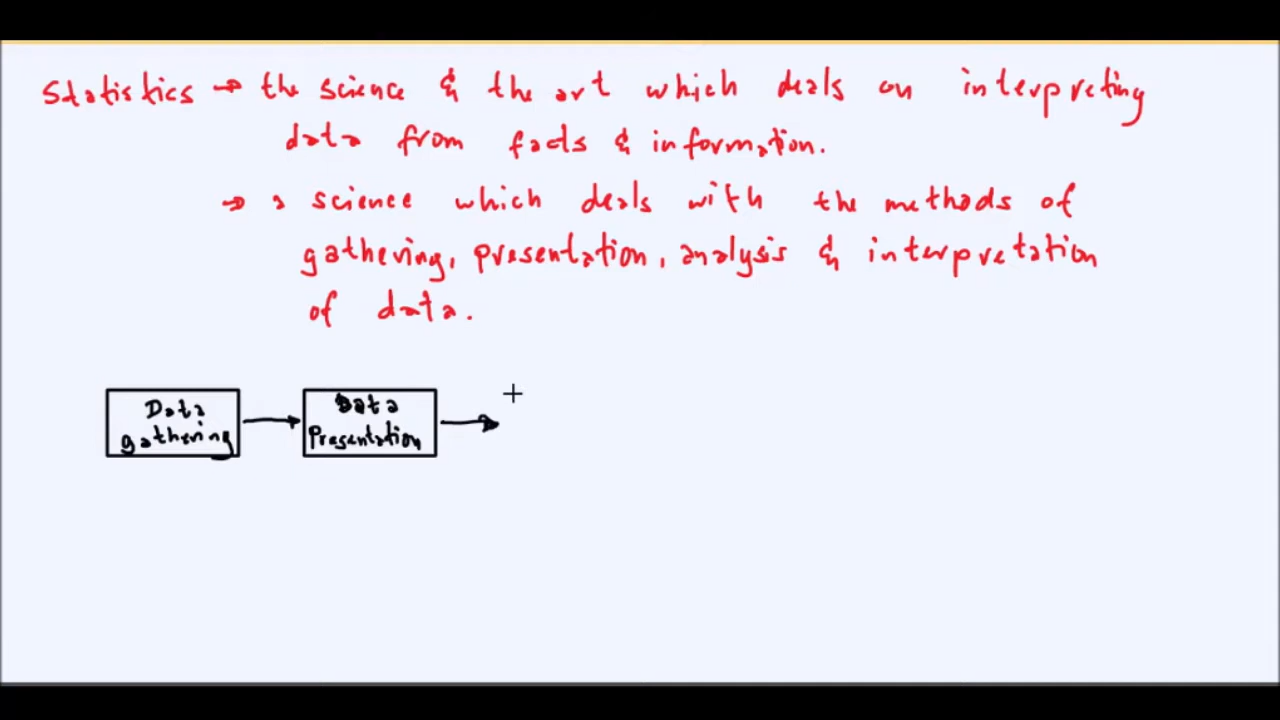 Statistics → the science & the art which deals on interpreting
data from facts & information.
→ a science which deals with the methods of
gathering, presentation, analysis & interpretation
of data.
Data
gathering
Data
Presentation